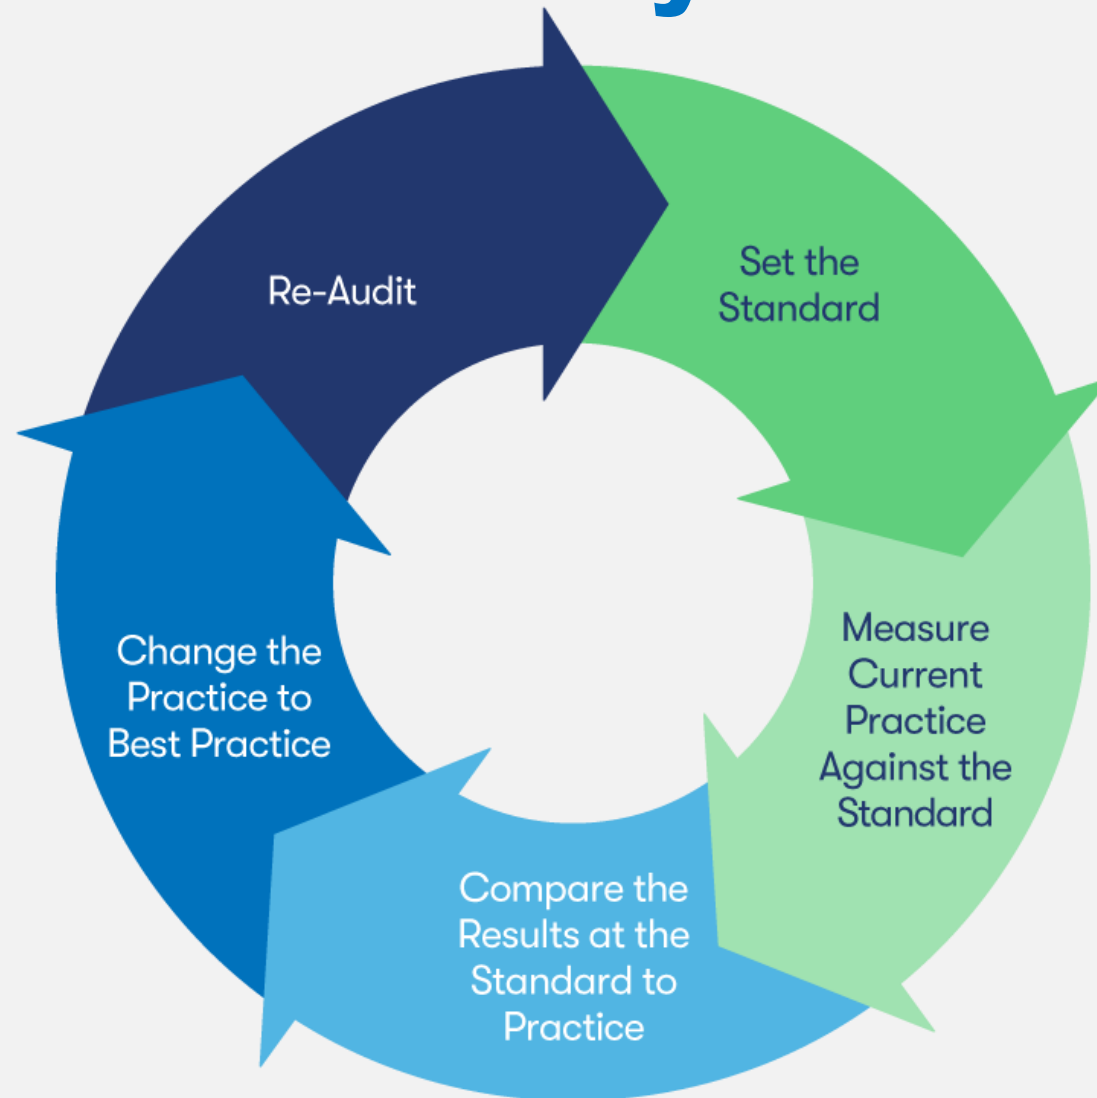 Set the
Standard
Measure
Current
Practice
Against the
Standard
Compare the
Results at the
Standard to
Practice
Change the
Practice to
Best Practice
Re-Audit